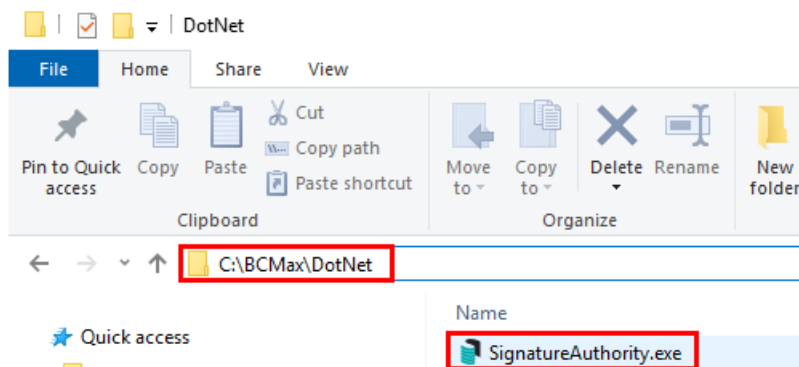 DotNet
File Home Share View
Pin to Quick access
Copy
Paste
Cut
Copy path
Paste shortcut
Clipboard
Move to
Copy to
Delete
Rename
New folder
Organize
C:\BCMax\DotNet
Name
Quick access
SignatureAuthority.exe